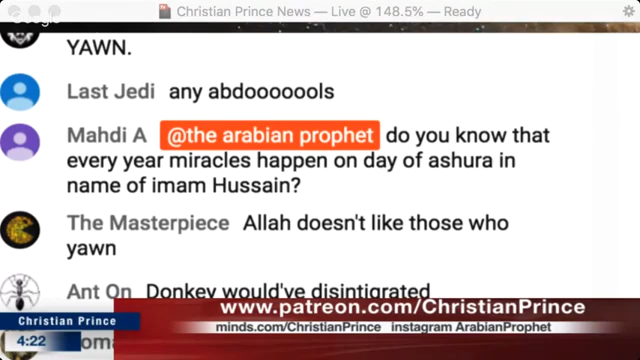 Christian Prince News — Live @ 148.5% — Ready
YAWN.
Last Jedi any abdooooools
Mahdi A @the arabian prophet do you know that
every year miracles happen on day of ashura in
name of imam Hussain?
The Masterpiece Allah doesn't like those who
yawn
Ant On Donkey would've disintigrated
www.patreon.com/ChristianPrince
Christian Prince
minds.com/ChristianPrince instagram ArabianProphet
4:22